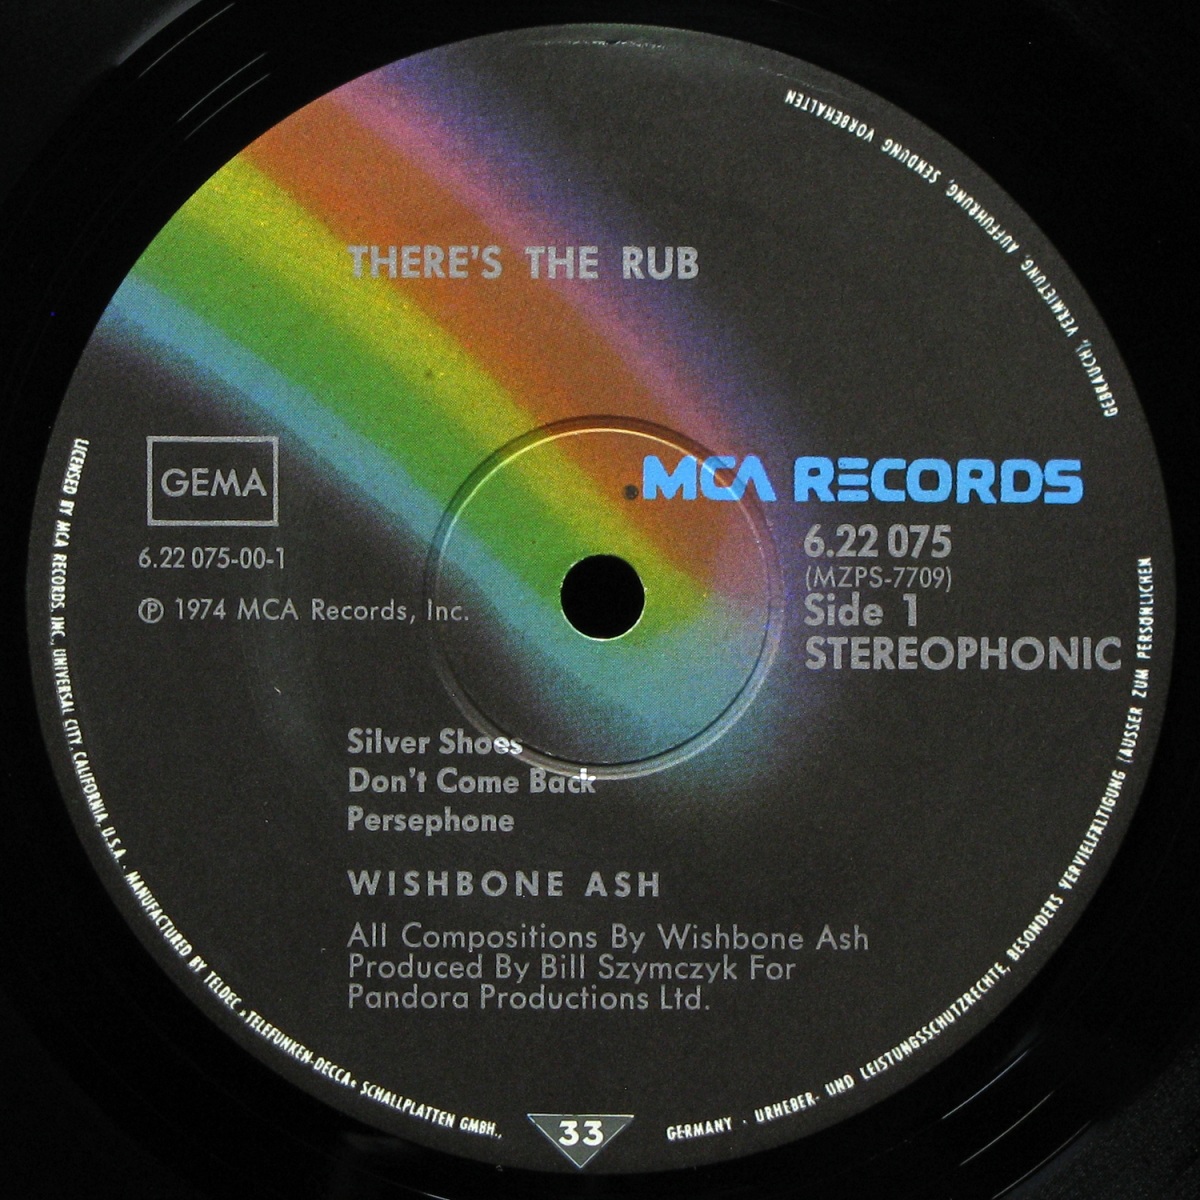 THERE'S THE RUB
MCA RECORDS
GEMA
6.22 075-00-1
Ⓟ 1974 MCA Records, Inc.
6.22 075
(MZPS-7709)
Side 1
STEREOPHONIC
Silver Shoes
Don't Come Back
Persephone
WISHBONE ASH
All Compositions By Wishbone Ash
Produced By Bill Szymczyk For
Pandora Productions Ltd.
33
LICENSED BY MCA RECORDS, INC., UNIVERSAL CITY, CALIFORNIA, U.S.A. · MANUFACTURED BY TELDEC „TELEFUNKEN-DECCA« SCHALLPLATTEN GMBH.,
GERMANY · URHEBER- UND LEISTUNGSSCHUTZRECHTE, BESONDERS VERVIELFÄLTIGUNG (AUSSER ZUM PERSÖNLICHEN
GEBRAUCH), VERMIETUNG, AUFFÜHRUNG, SENDUNG VORBEHALTEN